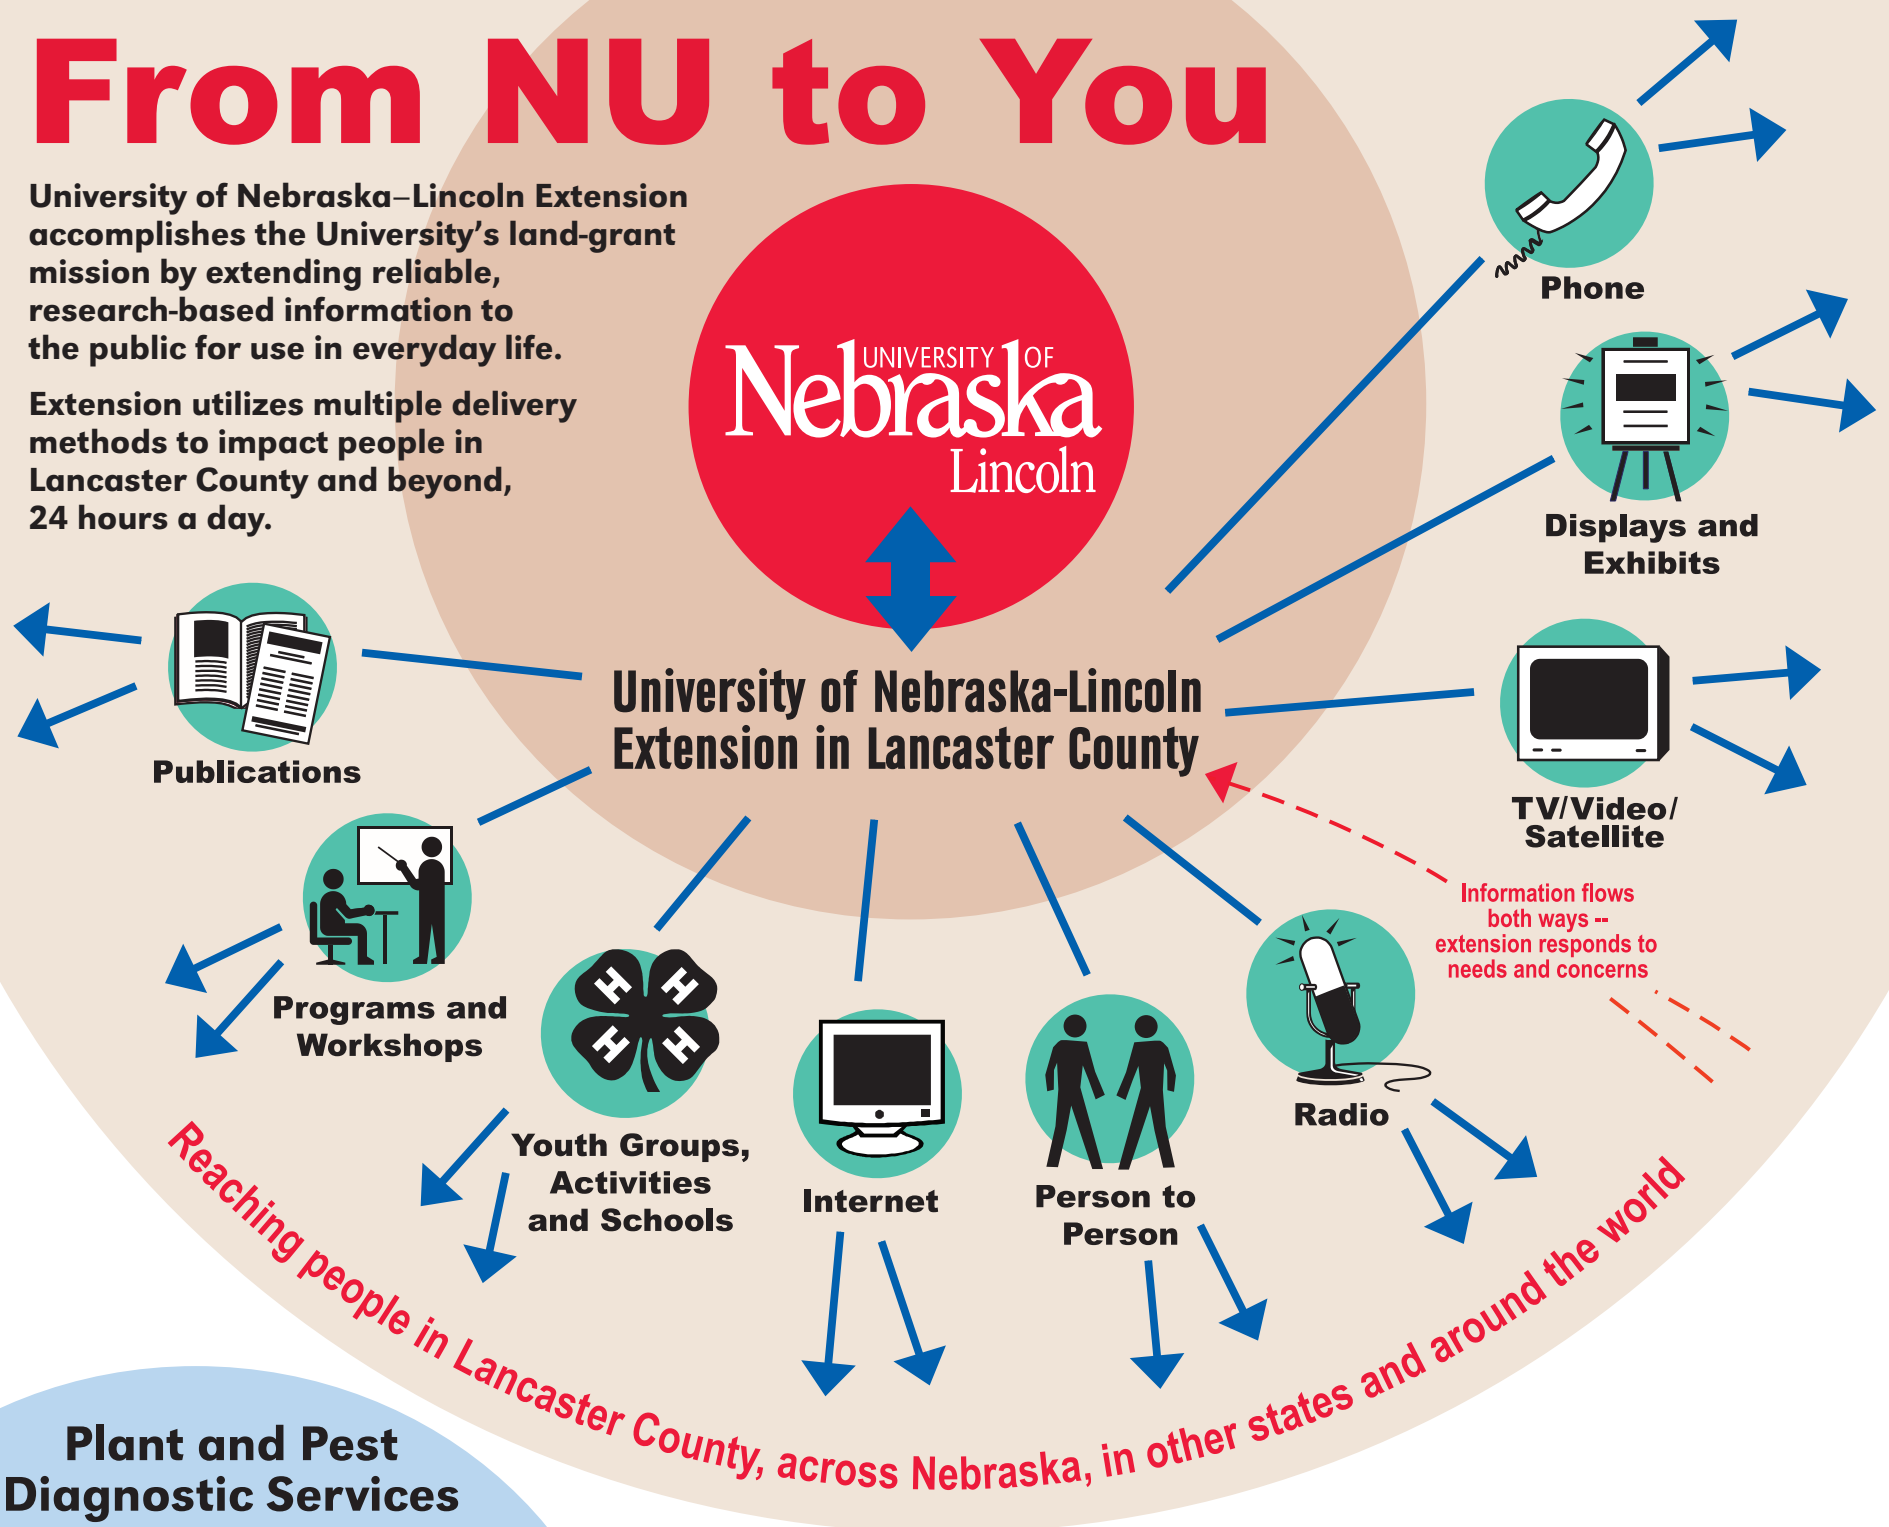 From NU to You
University of Nebraska–Lincoln Extension
accomplishes the University's land-grant
mission by extending reliable,
research-based information to
the public for use in everyday life.
Extension utilizes multiple delivery
methods to impact people in
Lancaster County and beyond,
24 hours a day.
UNIVERSITY OF
Nebraska
Lincoln
University of Nebraska-Lincoln
Extension in Lancaster County
Phone
Displays and
Exhibits
TV/Video/
Satellite
Information flows
both ways --
extension responds to
needs and concerns
Radio
Person to
Person
Internet
H H
H H
Youth Groups,
Activities
and Schools
Programs and
Workshops
Publications
Reaching people in Lancaster County, across Nebraska, in other states and around the world
Plant and Pest
Diagnostic Services